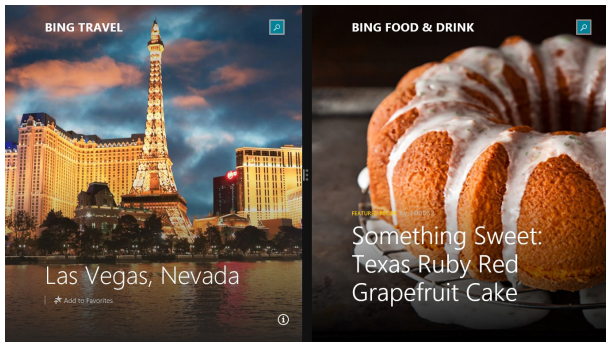 BING TRAVEL
Las Vegas, Nevada
Add to Favorites
BING FOOD & DRINK
Something Sweet:
Texas Ruby Red
Grapefruit Cake